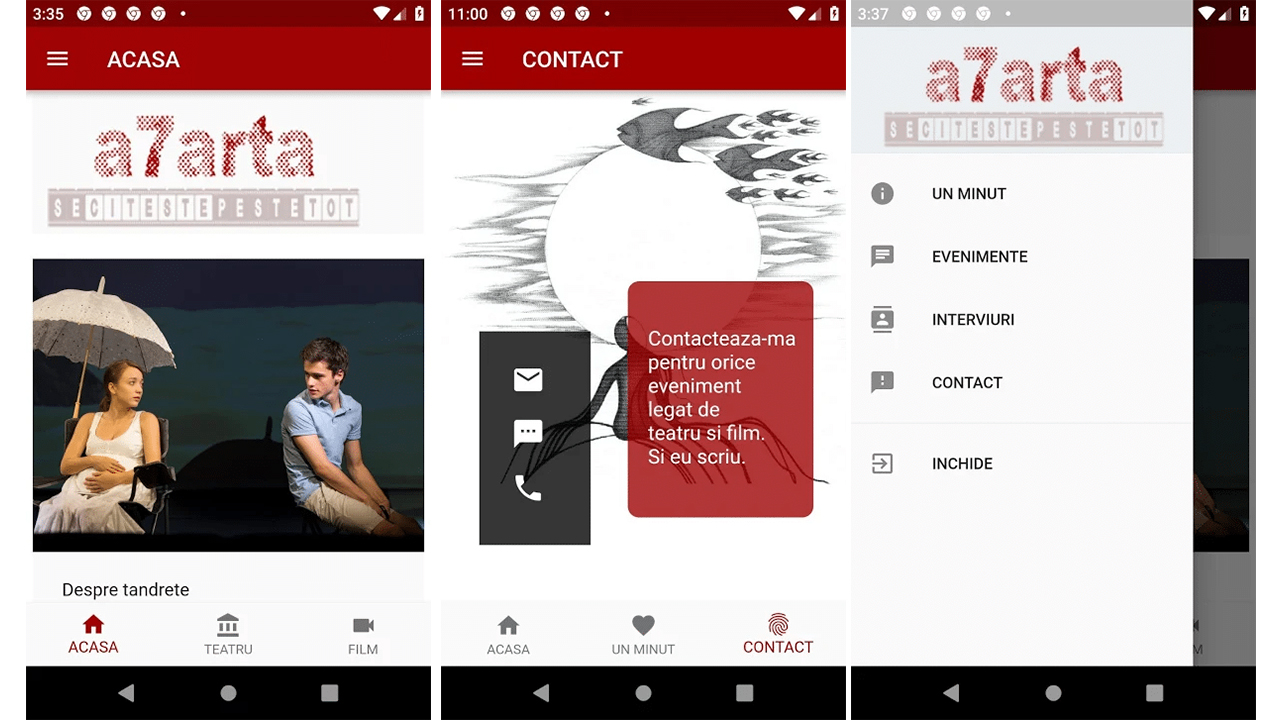 3:35
ACASA
a7arta
SECITESTEPESTETOT
Despre tandrete
ACASA
TEATRU
FILM
11:00
CONTACT
Contacteaza-ma
pentru orice
eveniment
legat de
teatru si film.
Si eu scriu.
ACASA
UN MINUT
CONTACT
3:37
a7arta
SECITESTEPESTETOT
UN MINUT
EVENIMENTE
INTERVIURI
CONTACT
INCHIDE
M